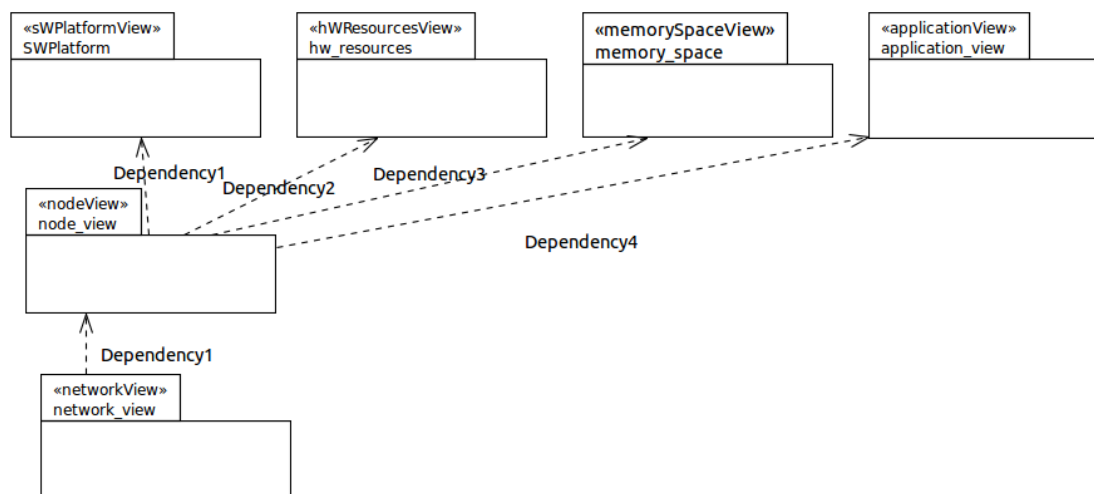 «sWPlatformView»
SWPlatform
«hWResourcesView»
hw_resources
«memorySpaceView»
memory_space
«applicationView»
application_view
Dependency1
Dependency2
Dependency3
«nodeView»
node_view
Dependency4
Dependency1
«networkView»
network_view